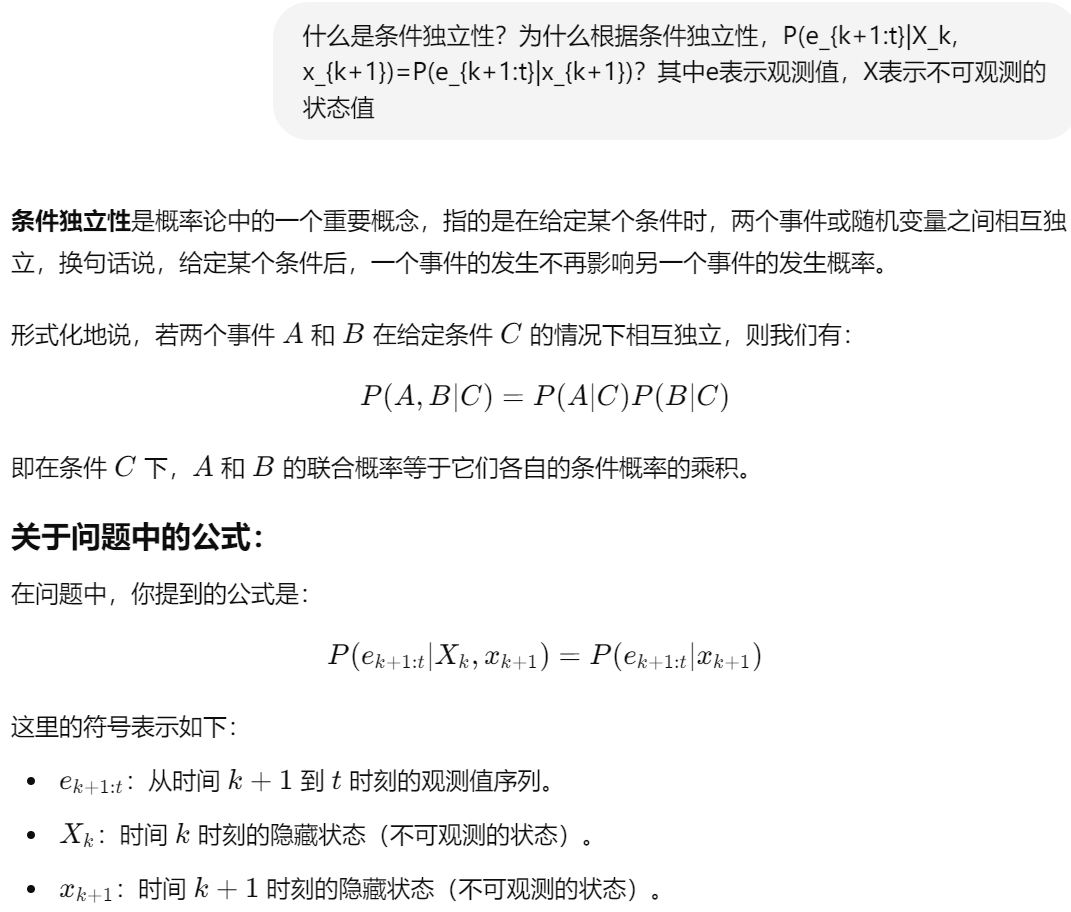 什么是条件独立性？为什么根据条件独立性，P(e_{k+1:t}|X_k,
x_{k+1})=P(e_{k+1:t}|x_{k+1})？其中e表示观测值，X表示不可观测的
状态值
条件独立性是概率论中的一个重要概念，指的是在给定某个条件时，两个事件或随机变量之间相互独
立，换句话说，给定某个条件后，一个事件的发生不再影响另一个事件的发生概率。
形式化地说，若两个事件 A 和 B 在给定条件 C 的情况下相互独立，则我们有：
P(A, B|C) = P(A|C)P(B|C)
即在条件 C 下，A 和 B 的联合概率等于它们各自的条件概率的乘积。
关于问题中的公式：
在问题中，你提到的公式是：
P(e_{k+1:t}|X_k, x_{k+1}) = P(e_{k+1:t}|x_{k+1})
这里的符号表示如下：
• e_{k+1:t}：从时间 k + 1 到 t 时刻的观测值序列。
• X_k：时间 k 时刻的隐藏状态（不可观测的状态）。
• x_{k+1}：时间 k + 1 时刻的隐藏状态（不可观测的状态）。